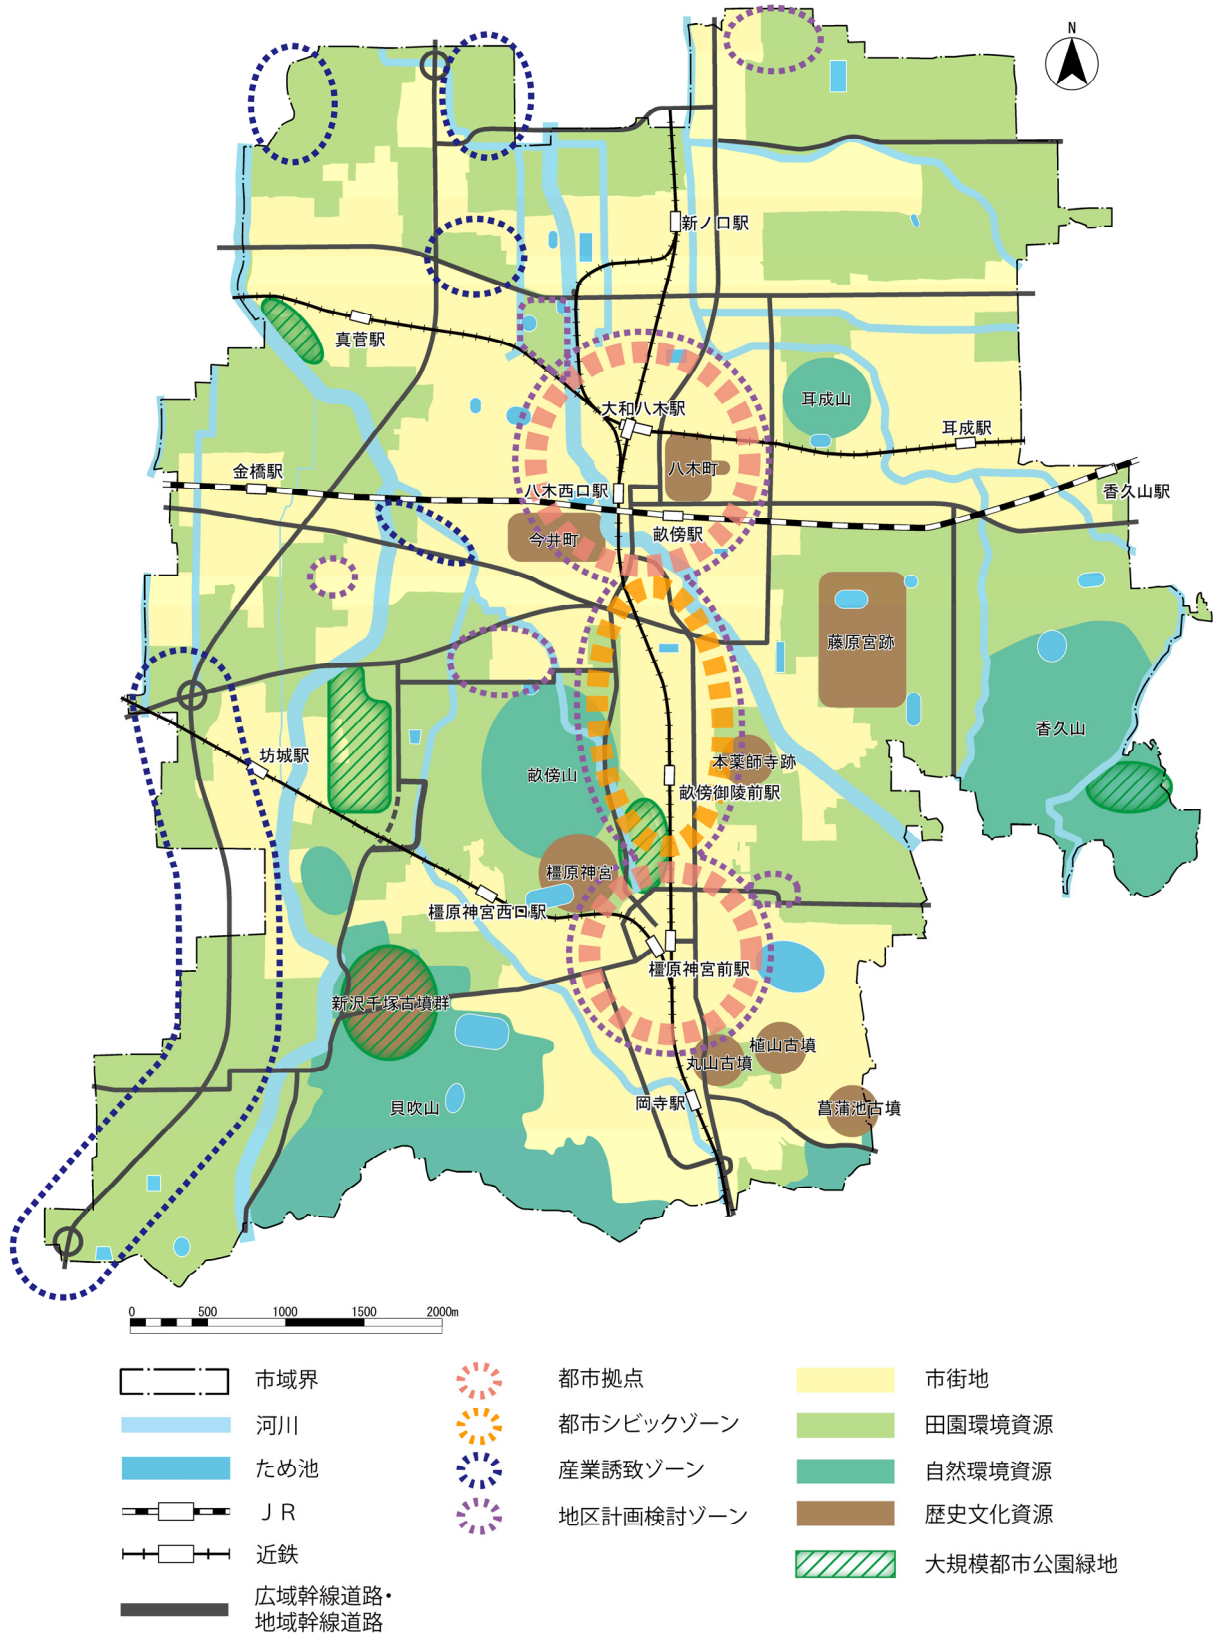 N
新ノ口駅
真菅駅
大和八木駅
耳成山
耳成駅
八木町
金橋駅
八木西口駅
香久山駅
今井町
畝傍駅
藤原宮跡
香久山
坊城駅
畝傍山
本薬師寺跡
畝傍御陵前駅
橿原神宮
橿原神宮西口駅
橿原神宮前駅
新沢千塚古墳群
植山古墳
丸山古墳
岡寺駅
貝吹山
菖蒲池古墳
0 500 1000 1500 2000m
市域界
河川
ため池
JR
近鉄
広域幹線道路・
地域幹線道路
都市拠点
都市シビックゾーン
産業誘致ゾーン
地区計画検討ゾーン
市街地
田園環境資源
自然環境資源
歴史文化資源
大規模都市公園緑地